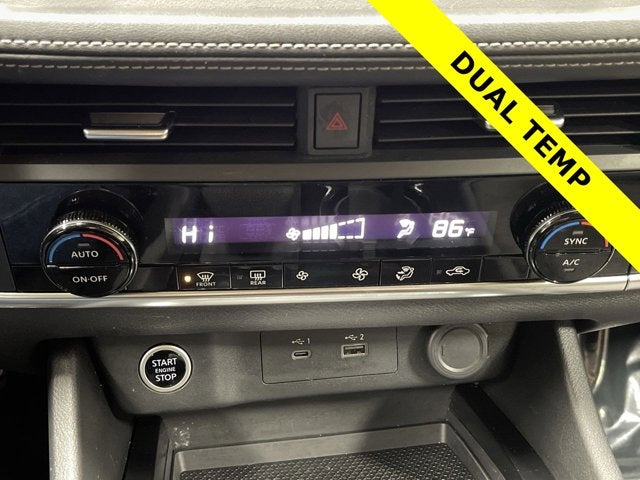 DUAL TEMP
Hi 86°F
AUTO
ON·OFF
SYNC
A/C
FRONT
REAR
1
2
START
ENGINE
STOP